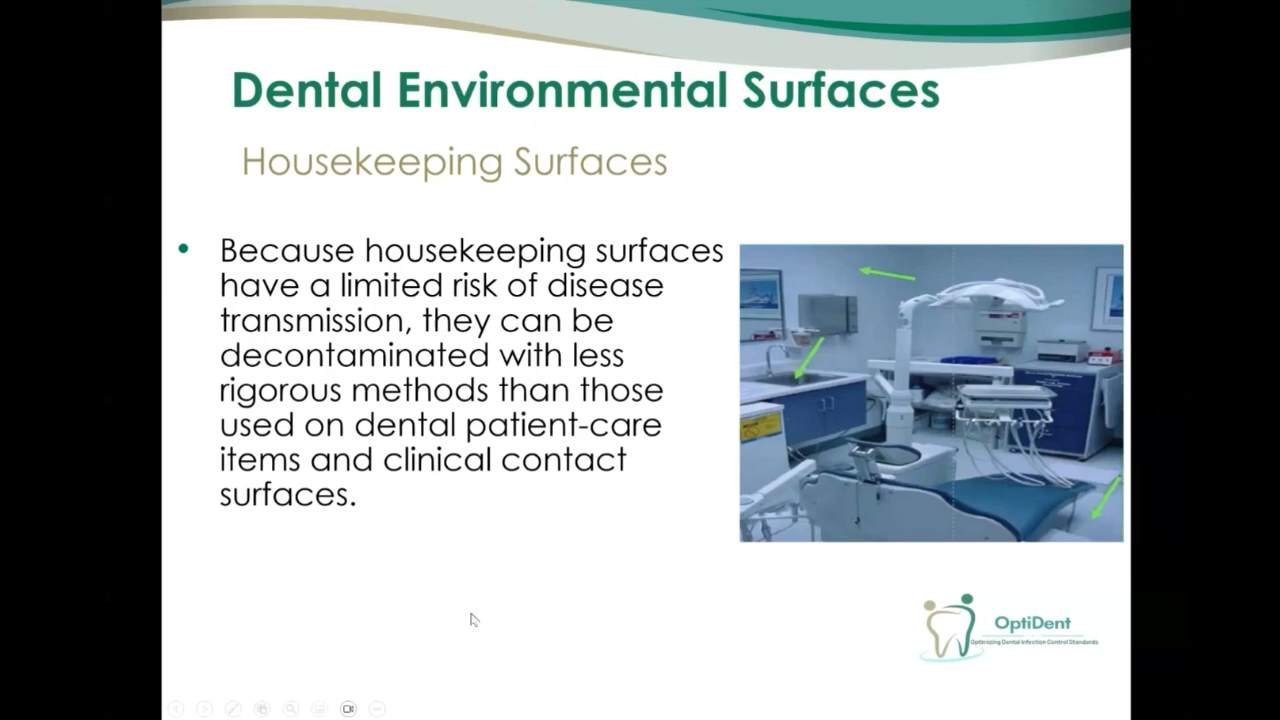 Dental Environmental Surfaces
Housekeeping Surfaces
• Because housekeeping surfaces
have a limited risk of disease
transmission, they can be
decontaminated with less
rigorous methods than those
used on dental patient-care
items and clinical contact
surfaces.
OptiDent
Optimizing Dental Infection Control Standards